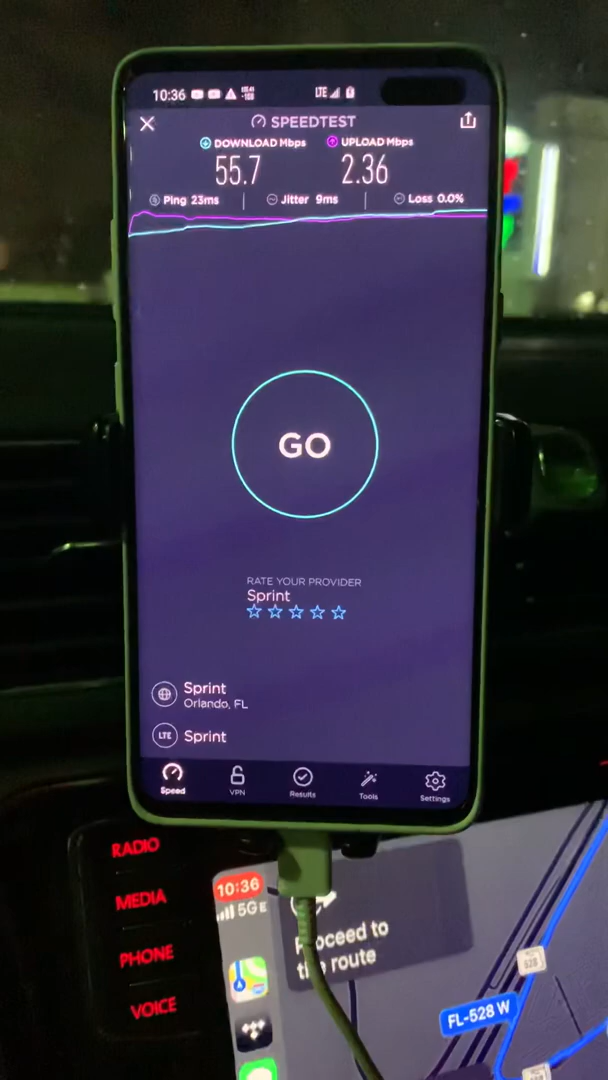 10:36 LTE
SPEEDTEST
DOWNLOAD Mbps UPLOAD Mbps
55.7 2.36
Ping 23ms Jitter 9ms Loss 0.0%
GO
RATE YOUR PROVIDER
Sprint
Sprint
Orlando, FL
LTE Sprint
Speed VPN Results Tools Settings
RADIO
MEDIA
PHONE
VOICE
10:36
5GE
Proceed to
the route
528
FL-528 W